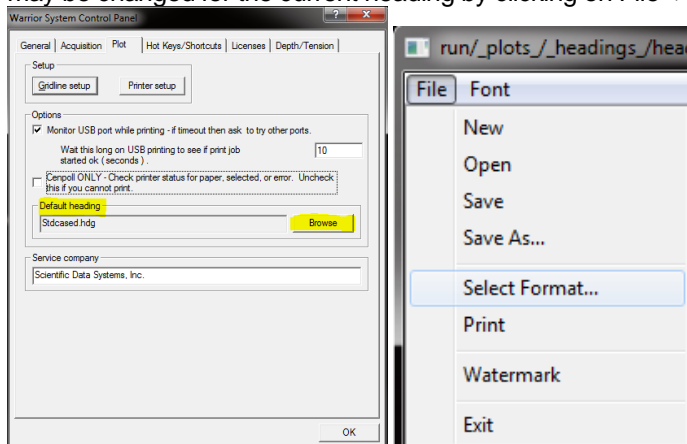 may be changed for the current heading by clicking on File
Warrior System Control Panel
General Acquisition Plot Hot Keys/Shortcuts Licenses Depth/Tension
Setup
Gridline setup Printer setup
Options
Monitor USB port while printing - if timeout then ask to try other ports.
Wait this long on USB printing to see if print job
started ok ( seconds ) .
10
Cenpoll ONLY - Check printer status for paper, selected, or error. Uncheck
this if you cannot print.
Default heading
Stdcased.hdg Browse
Service company
Scientific Data Systems, Inc.
OK
run/_plots_/_headings_/hea
File Font
New
Open
Save
Save As...
Select Format...
Print
Watermark
Exit